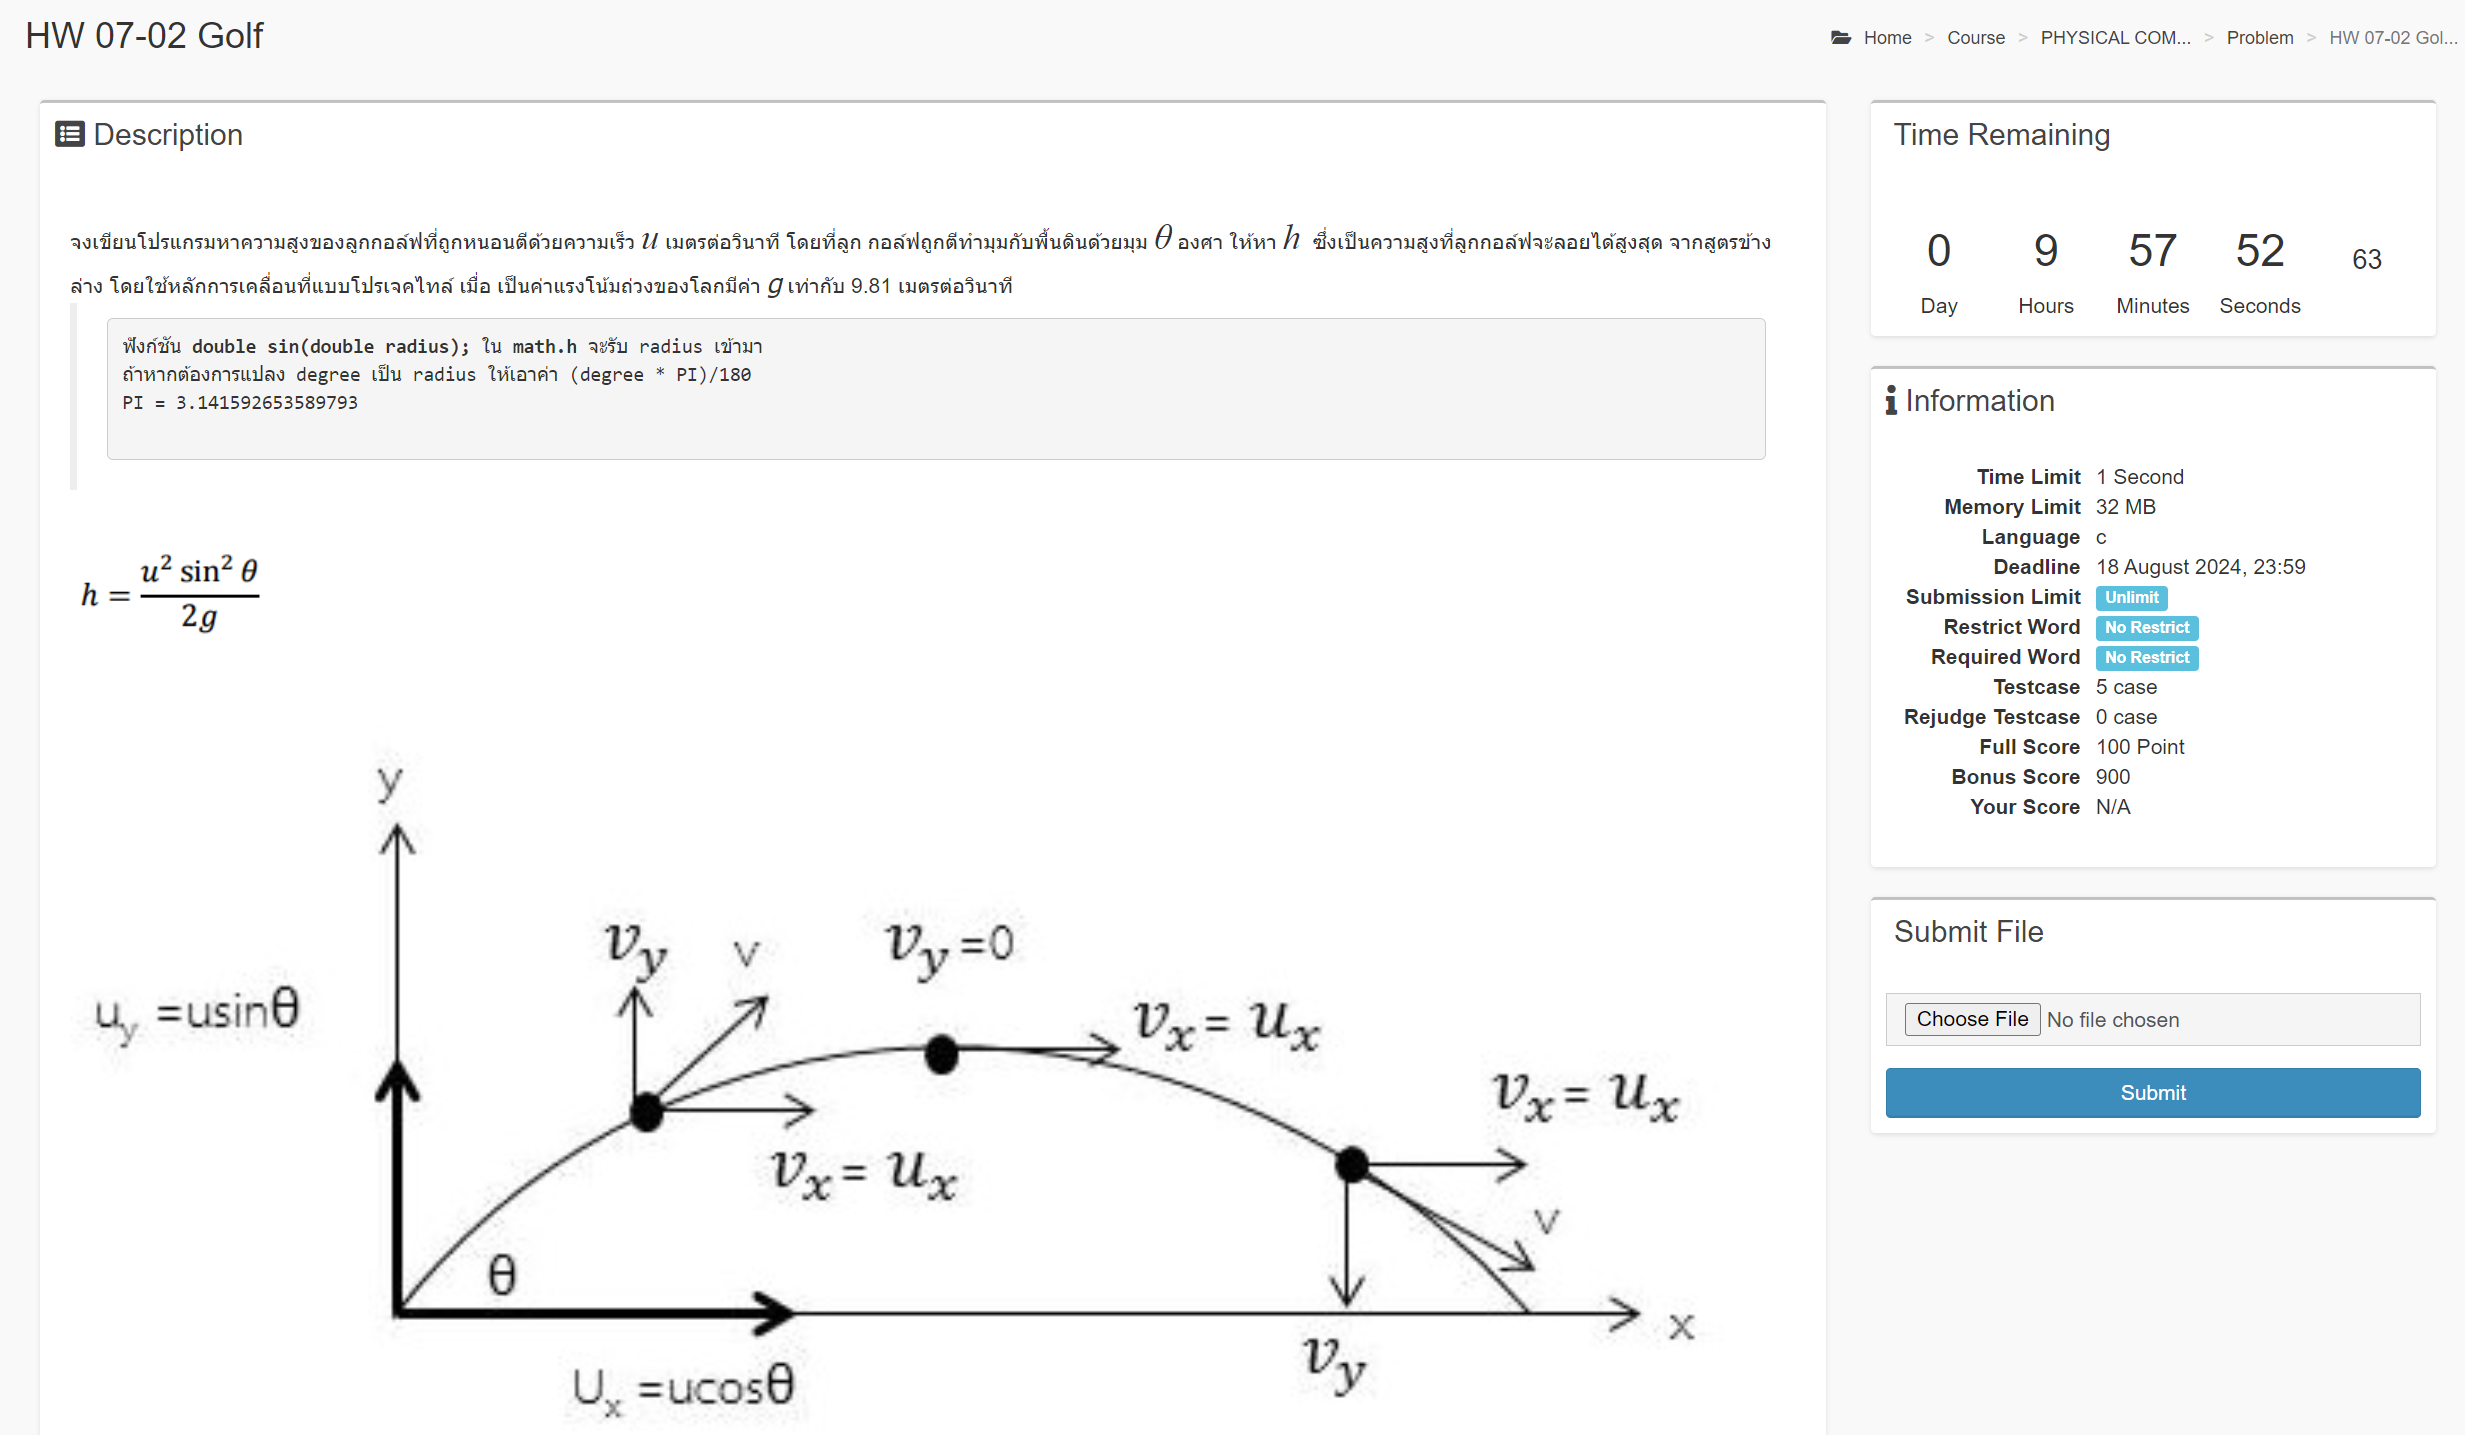 HW 07-02 Golf
Home > Course > PHYSICAL COM... > Problem > HW 07-02 Gol...
Description
จงเขียนโปรแกรมหาความสูงของลูกกอล์ฟที่ถูกหนอนตีด้วยความเร็ว u เมตรต่อวินาที โดยที่ลูก กอล์ฟถูกตีทำมุมกับพื้นดินด้วยมุม θ องศา ให้หา h ซึ่งเป็นความสูงที่ลูกกอล์ฟจะลอยได้สูงสุด จากสูตรข้าง
ล่าง โดยใช้หลักการเคลื่อนที่แบบโปรเจคไทล์ เมื่อ เป็นค่าแรงโน้มถ่วงของโลกมีค่า g เท่ากับ 9.81 เมตรต่อวินาที
ฟังก์ชัน double sin(double radius); ใน math.h จะรับ radius เข้ามา
ถ้าหากต้องการแปลง degree เป็น radius ให้เอาค่า (degree * PI)/180
PI = 3.141592653589793
h = u² sin² θ / 2g
y
v_y
v
v_y =0
v_x = u_x
u_y =usinθ
v_x = u_x
v_x = u_x
v
θ
x
v_y
U_x =ucosθ
Time Remaining
0 9 57 52 63
Day Hours Minutes Seconds
Information
Time Limit 1 Second
Memory Limit 32 MB
Language c
Deadline 18 August 2024, 23:59
Submission Limit Unlimit
Restrict Word No Restrict
Required Word No Restrict
Testcase 5 case
Rejudge Testcase 0 case
Full Score 100 Point
Bonus Score 900
Your Score N/A
Submit File
Choose File No file chosen
Submit